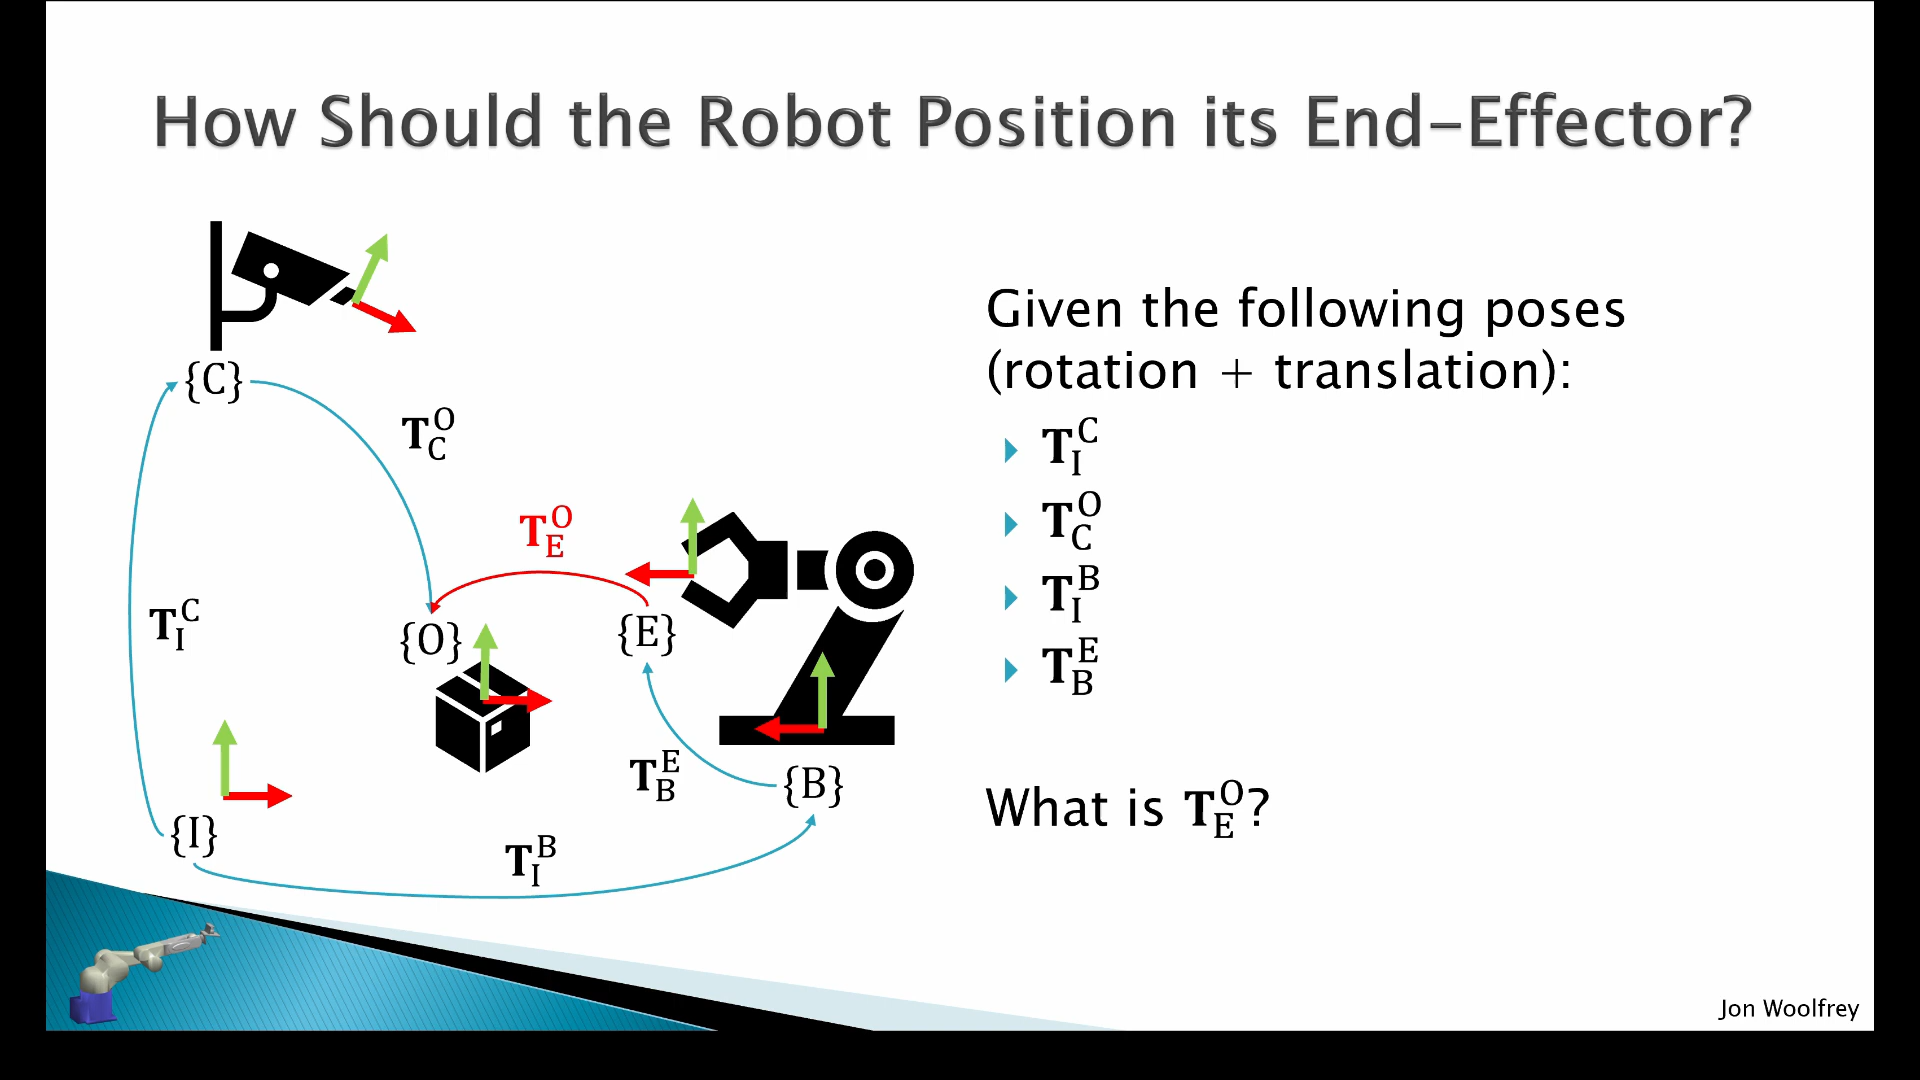 How Should the Robot Position its End-Effector?
{C}
T_C^O
T_E^O
T_I^C
{O}
{E}
T_B^E
{B}
{I}
T_I^B
Given the following poses
(rotation + translation):
T_I^C
T_C^O
T_I^B
T_B^E
What is T_E^O?
Jon Woolfrey